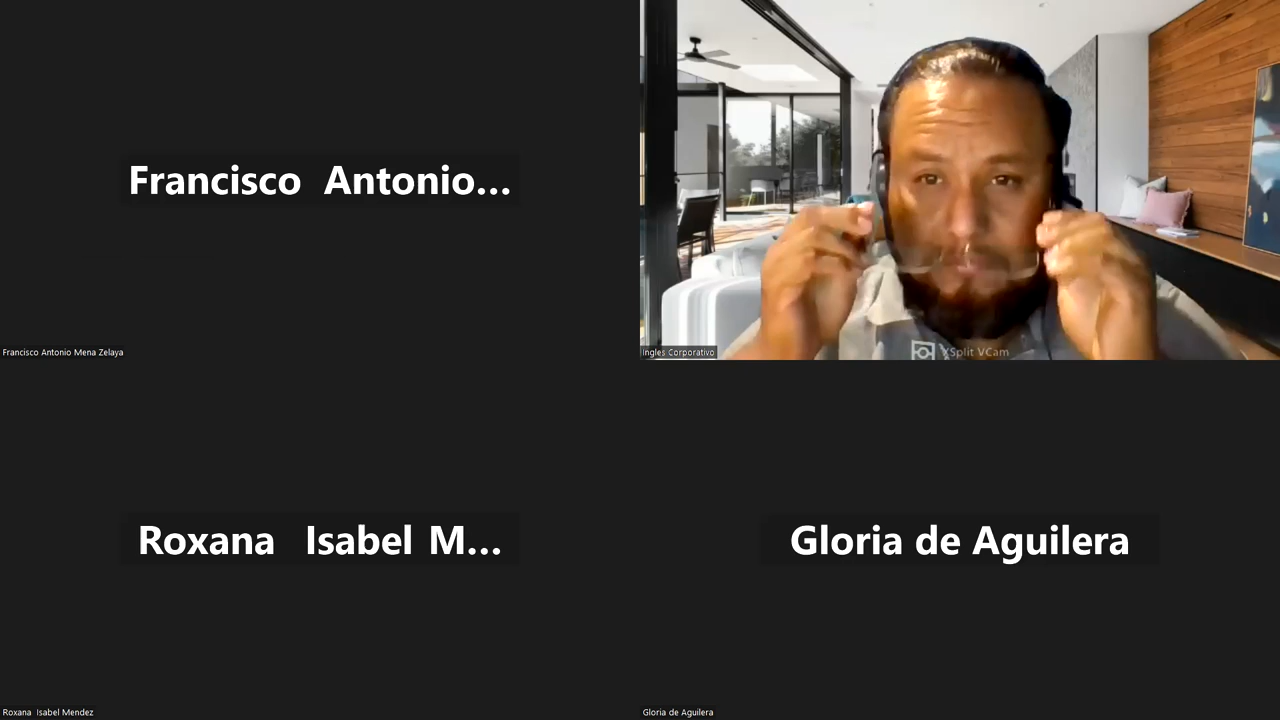 Francisco Antonio...
Francisco Antonio Mena Zelaya
XSplit VCam
Ingles Corporativo
Roxana Isabel M...
Roxana Isabel Mendez
Gloria de Aguilera
Gloria de Aguilera